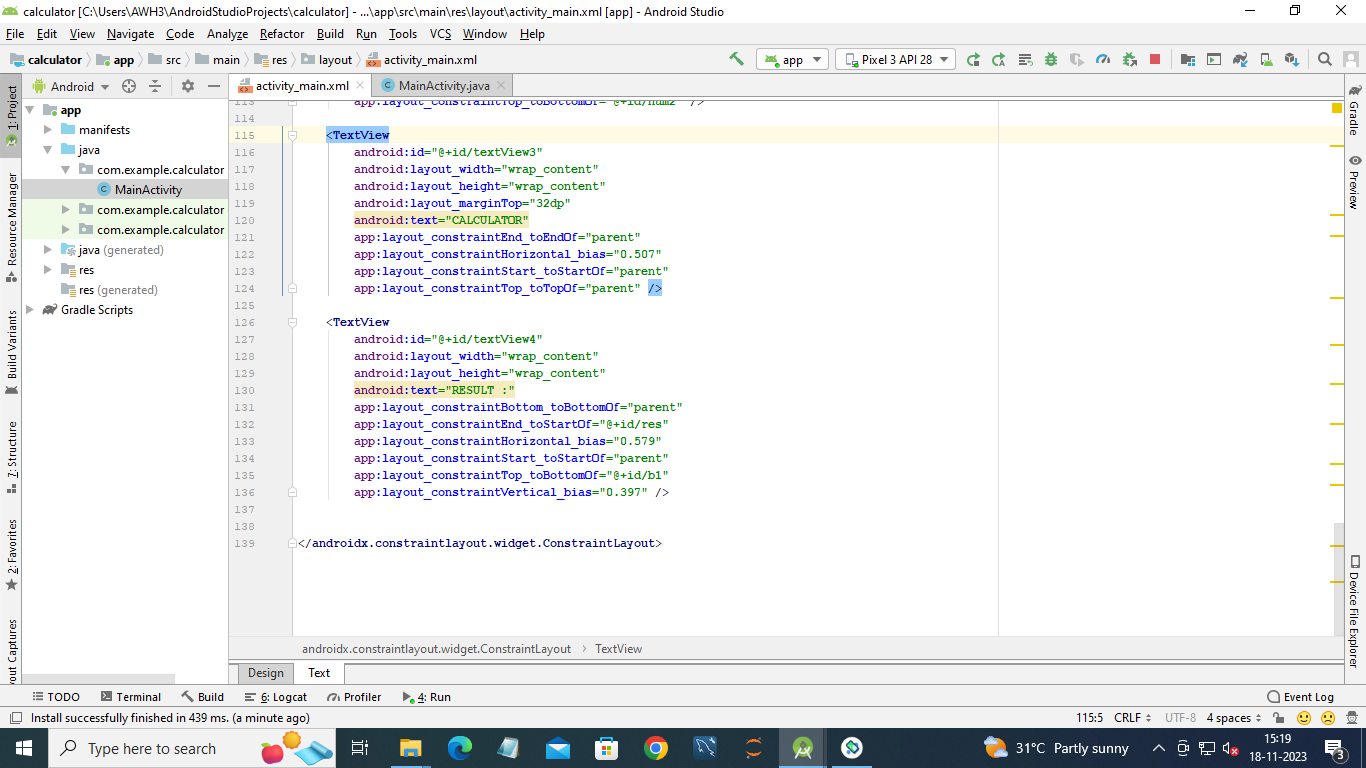 calculator [C:\Users\AWH3\AndroidStudioProjects\calculator] - ...\app\src\main\res\layout\activity_main.xml [app] - Android Studio
File Edit View Navigate Code Analyze Refactor Build Run Tools VCS Window Help
calculator app src main res layout activity_main.xml app Pixel 3 API 28
1: Project
Resource Manager
Build Variants
7: Structure
2: Favorites
yout Captures
Android
app
manifests
java
com.example.calculator
MainActivity
com.example.calculator
com.example.calculator
java (generated)
res
res (generated)
Gradle Scripts
activity_main.xml MainActivity.java
113 app:layout_constraintTop_toBottomOf="@+id/num2" />
114
115 <TextView
116 android:id="@+id/textView3"
117 android:layout_width="wrap_content"
118 android:layout_height="wrap_content"
119 android:layout_marginTop="32dp"
120 android:text="CALCULATOR"
121 app:layout_constraintEnd_toEndOf="parent"
122 app:layout_constraintHorizontal_bias="0.507"
123 app:layout_constraintStart_toStartOf="parent"
124 app:layout_constraintTop_toTopOf="parent" />
125
126 <TextView
127 android:id="@+id/textView4"
128 android:layout_width="wrap_content"
129 android:layout_height="wrap_content"
130 android:text="RESULT :"
131 app:layout_constraintBottom_toBottomOf="parent"
132 app:layout_constraintEnd_toStartOf="@+id/res"
133 app:layout_constraintHorizontal_bias="0.579"
134 app:layout_constraintStart_toStartOf="parent"
135 app:layout_constraintTop_toBottomOf="@+id/b1"
136 app:layout_constraintVertical_bias="0.397" />
137
138
139 </androidx.constraintlayout.widget.ConstraintLayout>
androidx.constraintlayout.widget.ConstraintLayout › TextView
Design Text
Gradle
Preview
Device File Explorer
TODO Terminal Build 6: Logcat Profiler 4: Run Event Log
Install successfully finished in 439 ms. (a minute ago) 115:5 CRLF UTF-8 4 spaces
Type here to search 31°C Partly sunny 15:19
18-11-2023 3